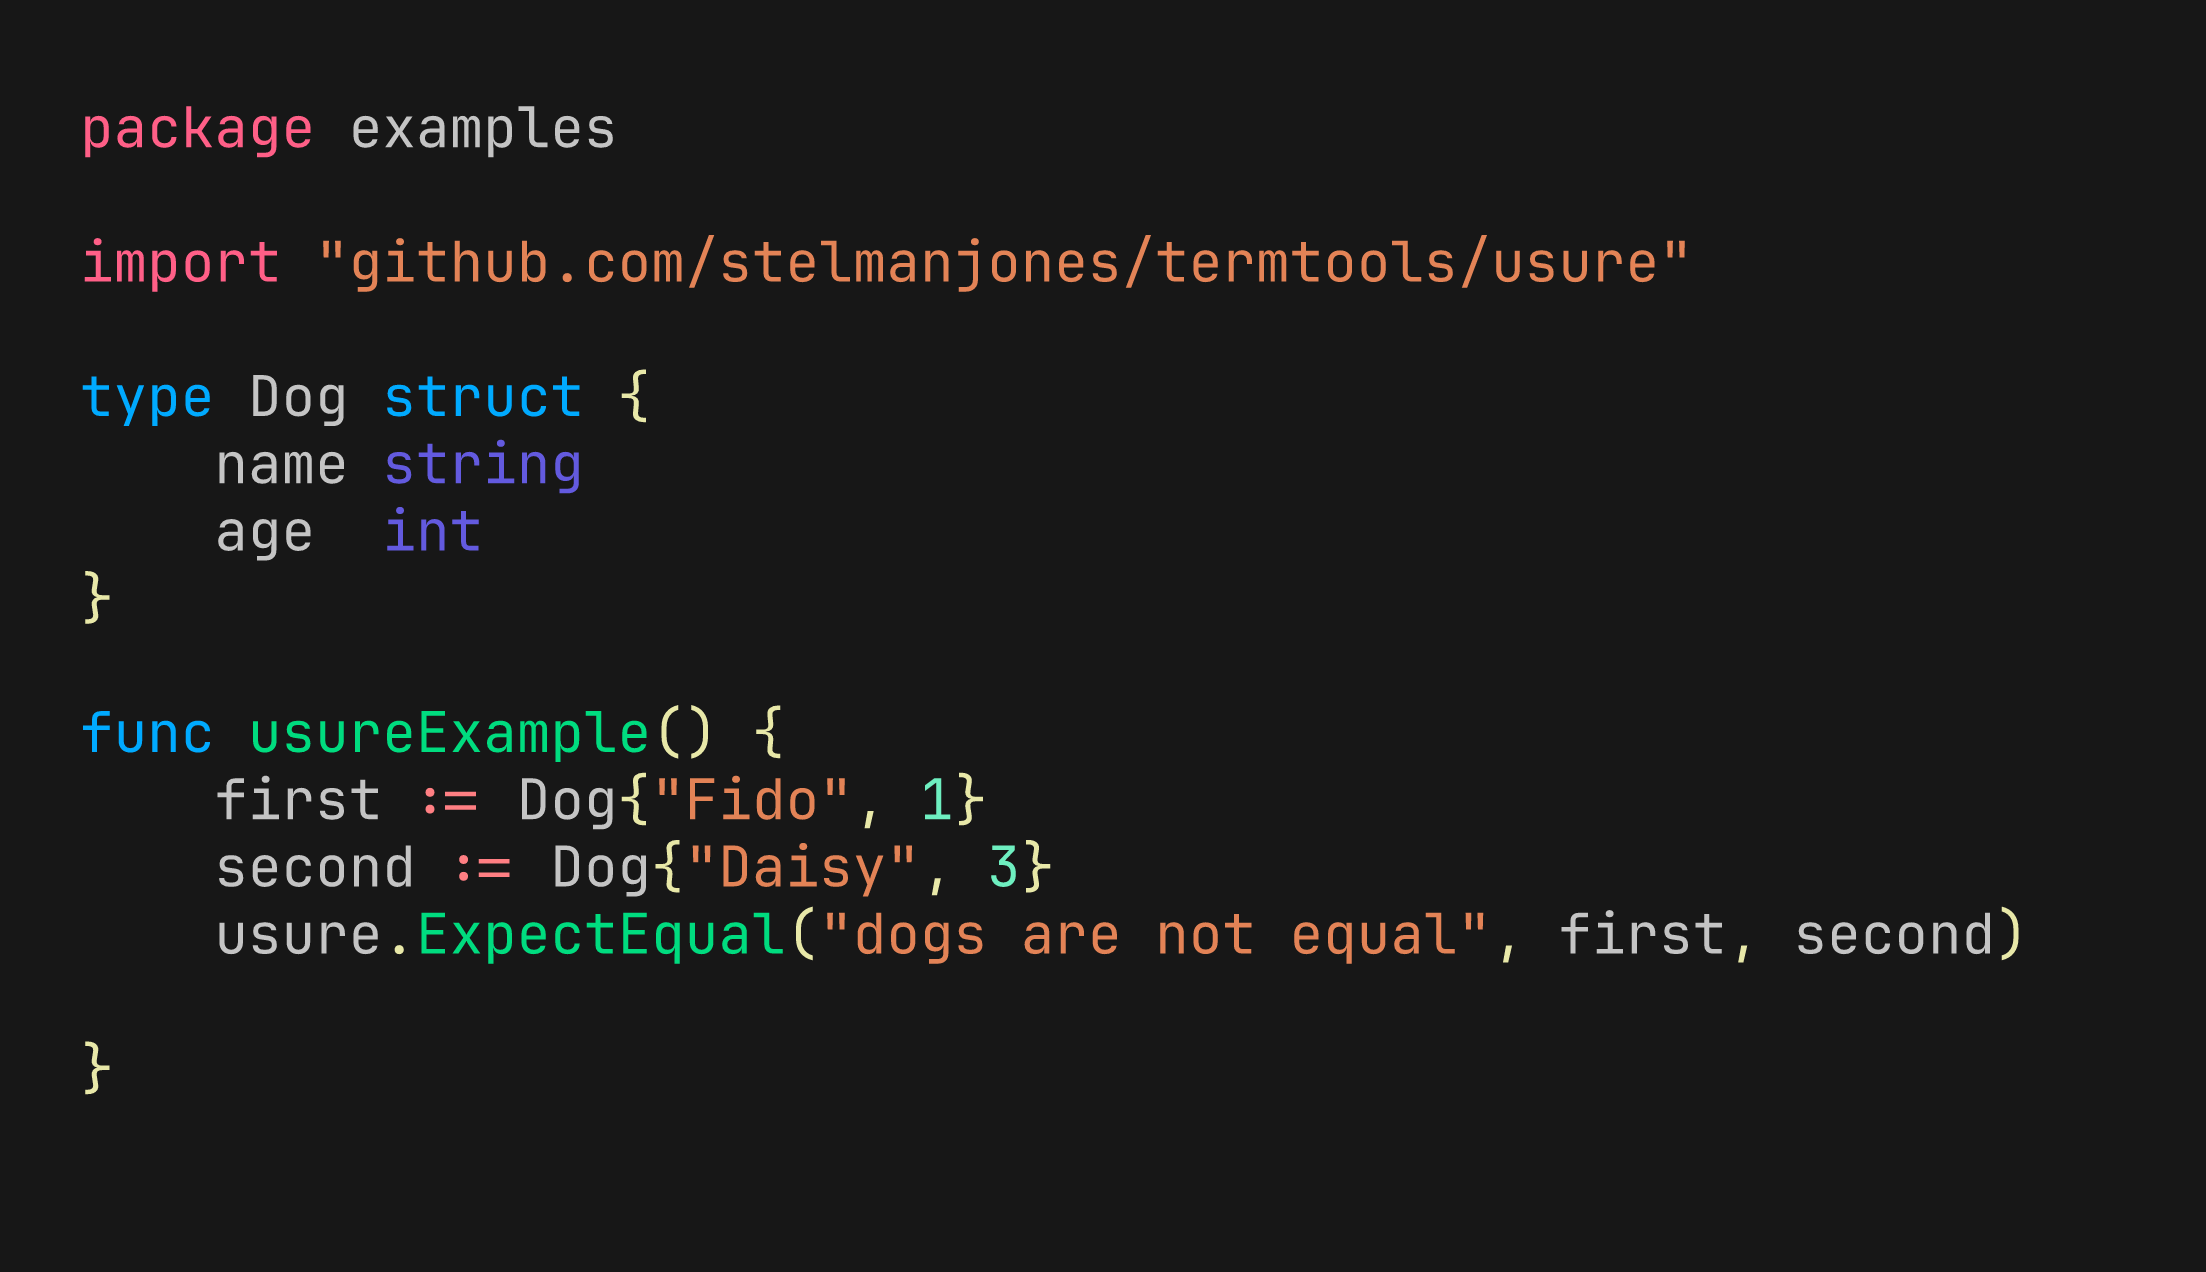 package examples

import "github.com/stelmanjones/termtools/usure"

type Dog struct {
    name string
    age  int
}

func usureExample() {
    first := Dog{"Fido", 1}
    second := Dog{"Daisy", 3}
    usure.ExpectEqual("dogs are not equal", first, second)

}